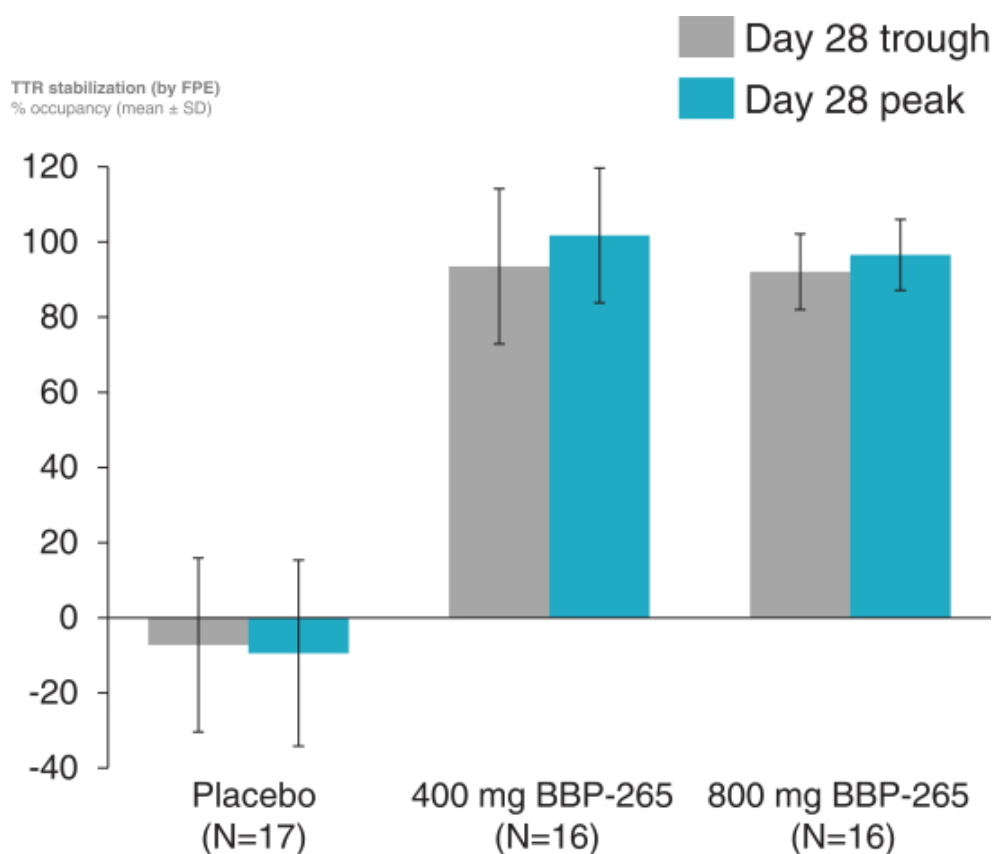 Day 28 trough
Day 28 peak
TTR stabilization (by FPE)
% occupancy (mean ± SD)
120
100
80
60
40
20
0
-20
-40
Placebo
(N=17)
400 mg BBP-265
(N=16)
800 mg BBP-265
(N=16)